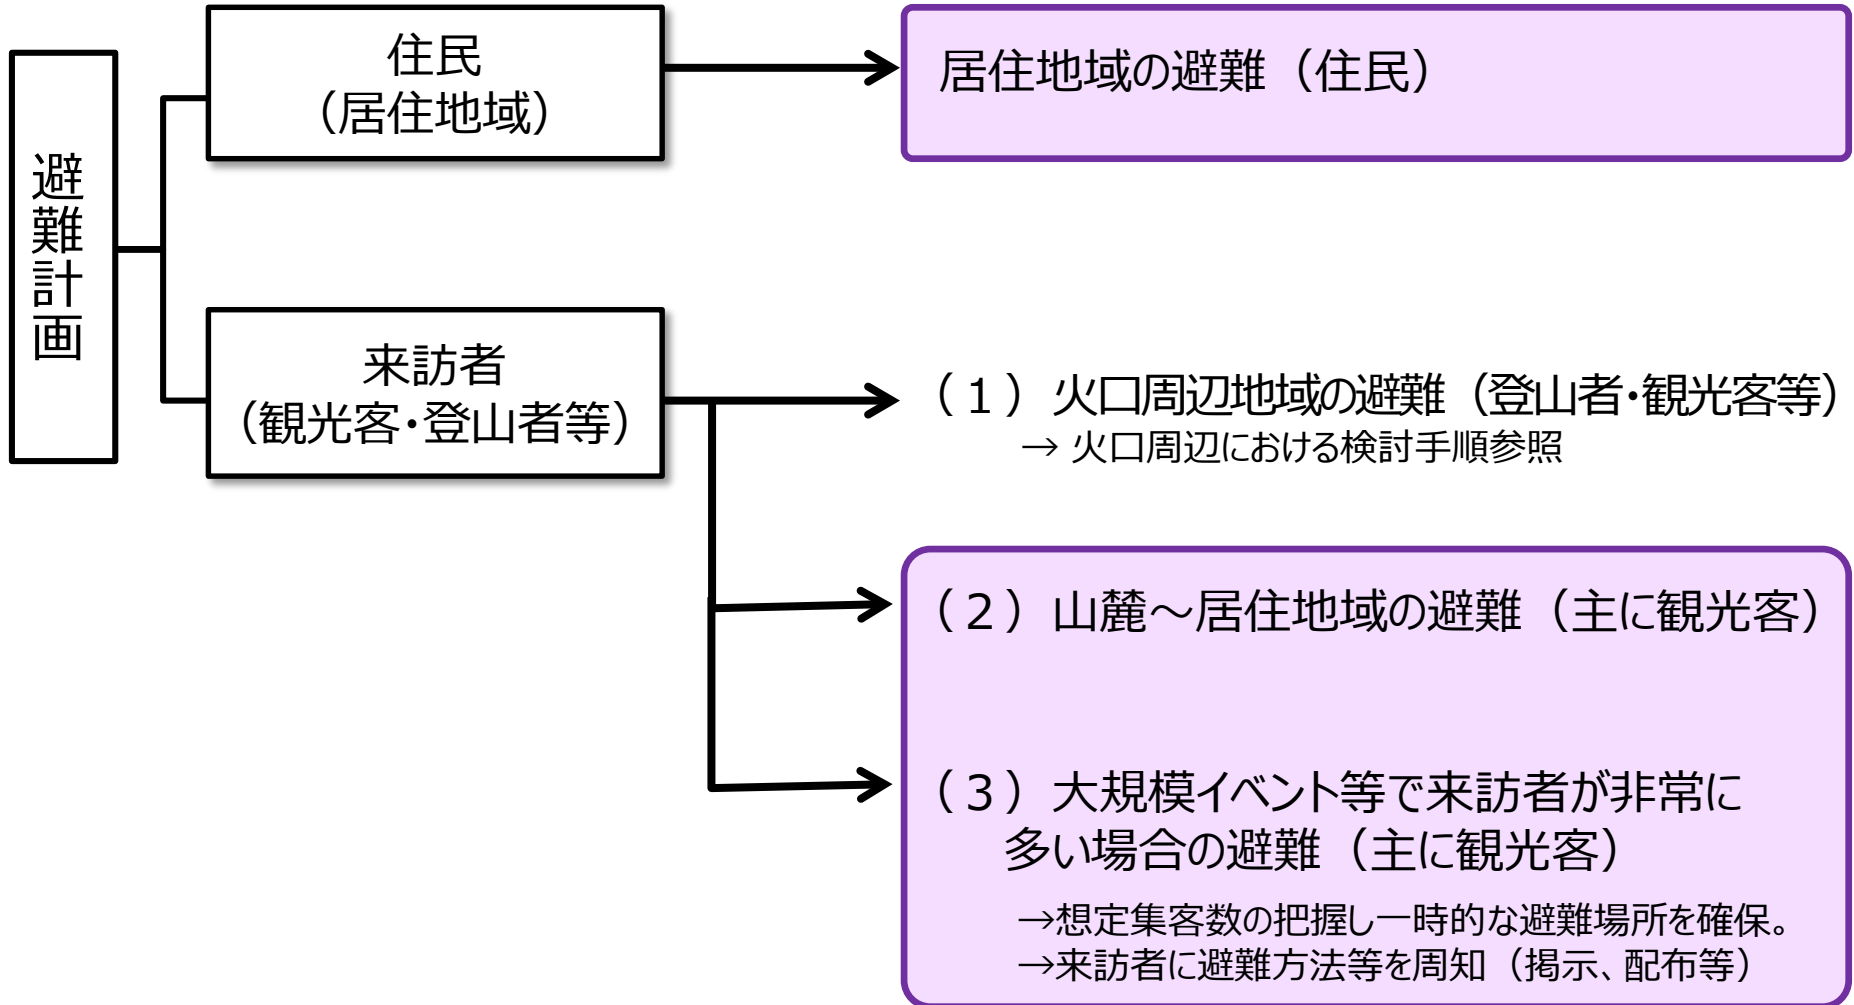 避難計画
住民
（居住地域）
居住地域の避難（住民）
来訪者
（観光客・登山者等）
（１）火口周辺地域の避難（登山者・観光客等）
→ 火口周辺における検討手順参照
（２）山麓～居住地域の避難（主に観光客）
（３）大規模イベント等で来訪者が非常に
多い場合の避難（主に観光客）
→想定集客数の把握し一時的な避難場所を確保。
→来訪者に避難方法等を周知（掲示、配布等）